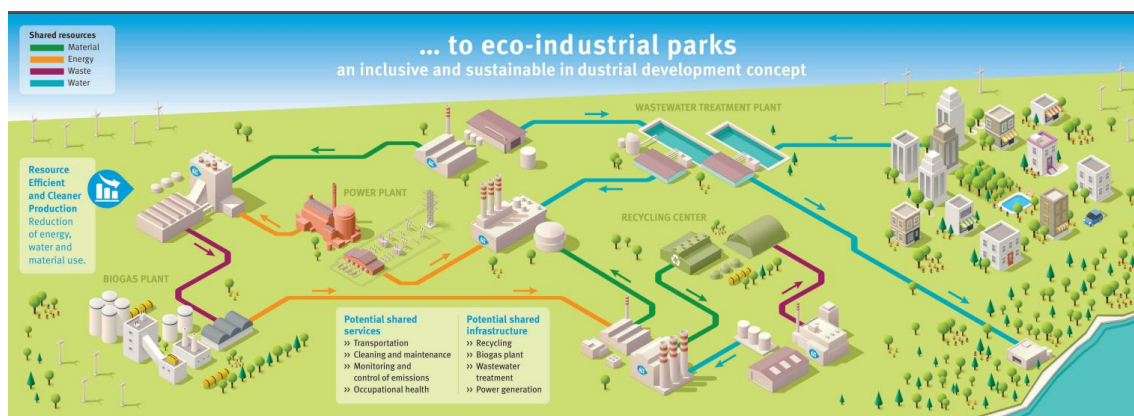 Shared resources
Material
Energy
Waste
Water
... to eco-industrial parks
an inclusive and sustainable in dustrial development concept
WASTEWATER TREATMENT PLANT
Resource
Efficient
and Cleaner
Production
Reduction
of energy,
water and
material use.
POWER PLANT
RECYCLING CENTER
BIOGAS PLANT
Potential shared
services
>> Transportation
>> Cleaning and maintenance
>> Monitoring and
control of emissions
>> Occupational health
Potential shared
infrastructure
>> Recycling
>> Biogas plant
>> Wastewater
treatment
>> Power generation